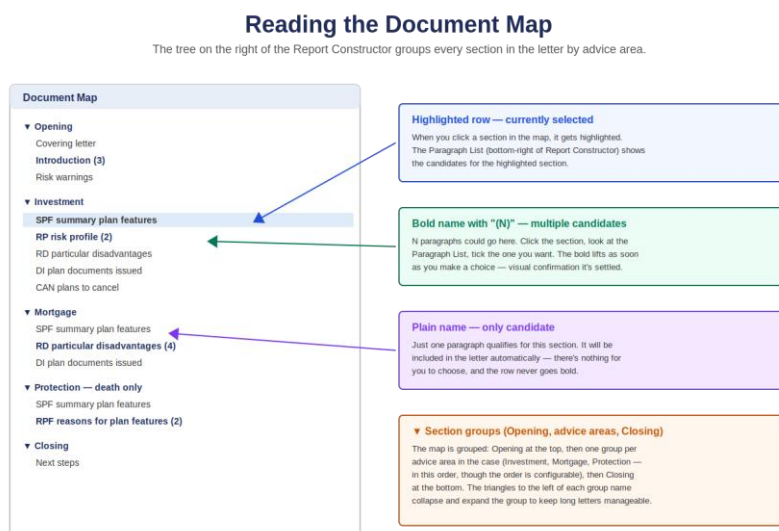 Reading the Document Map
The tree on the right of the Report Constructor groups every section in the letter by advice area.
Document Map
▼ Opening
Covering letter
Introduction (3)
Risk warnings
▼ Investment
SPF summary plan features
RP risk profile (2)
RD particular disadvantages
DI plan documents issued
CAN plans to cancel
▼ Mortgage
SPF summary plan features
RD particular disadvantages (4)
DI plan documents issued
▼ Protection — death only
SPF summary plan features
RPF reasons for plan features (2)
▼ Closing
Next steps
Highlighted row — currently selected
When you click a section in the map, it gets highlighted.
The Paragraph List (bottom-right of Report Constructor) shows
the candidates for the highlighted section.
Bold name with "(N)" — multiple candidates
N paragraphs could go here. Click the section, look at the
Paragraph List, tick the one you want. The bold lifts as soon
as you make a choice — visual confirmation it's settled.
Plain name — only candidate
Just one paragraph qualifies for this section. It will be
included in the letter automatically — there's nothing for
you to choose, and the row never goes bold.
▼ Section groups (Opening, advice areas, Closing)
The map is grouped: Opening at the top, then one group per
advice area in the case (Investment, Mortgage, Protection —
in this order, though the order is configurable), then Closing
at the bottom. The triangles to the left of each group name
collapse and expand the group to keep long letters manageable.